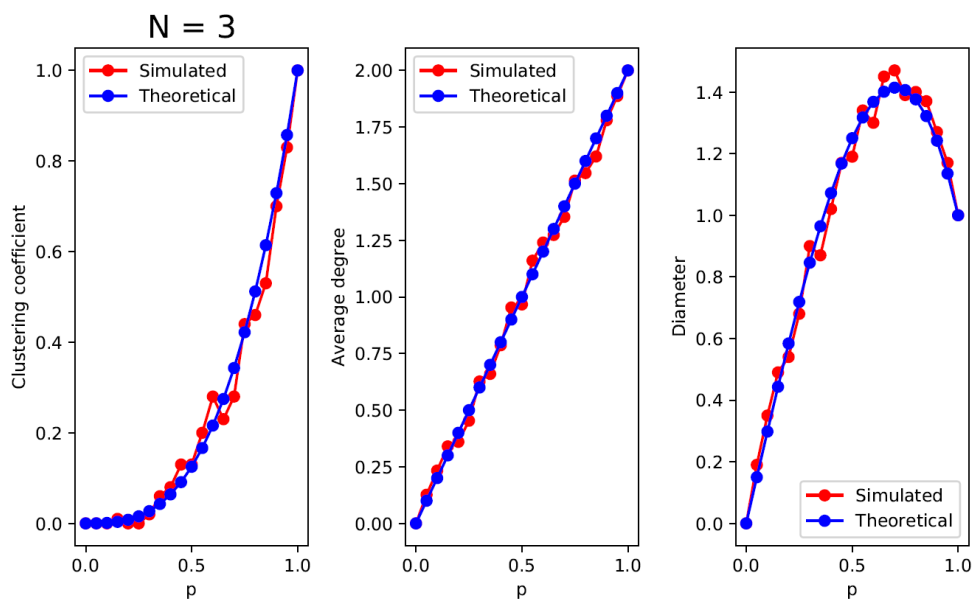 N = 3
Clustering coefficient
1.0
0.8
0.6
0.4
0.2
0.0
Simulated
Theoretical
0.0
0.5
1.0
p
Average degree
2.00
1.75
1.50
1.25
1.00
0.75
0.50
0.25
0.00
Simulated
Theoretical
0.0
0.5
1.0
p
Diameter
1.4
1.2
1.0
0.8
0.6
0.4
0.2
0.0
Simulated
Theoretical
0.0
0.5
1.0
p